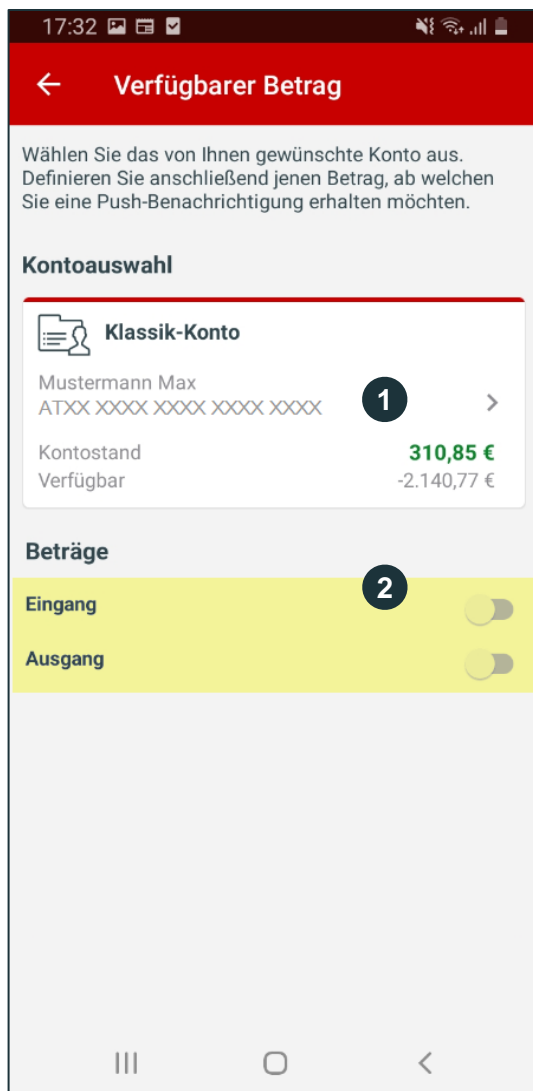 17:32
Verfügbarer Betrag
Wählen Sie das von Ihnen gewünschte Konto aus.
Definieren Sie anschließend jenen Betrag, ab welchen
Sie eine Push-Benachrichtigung erhalten möchten.
Kontoauswahl
Klassik-Konto
Mustermann Max
ATXX XXXX XXXX XXXX XXXX
1
Kontostand 310,85 €
Verfügbar -2.140,77 €
Beträge
2
Eingang
Ausgang